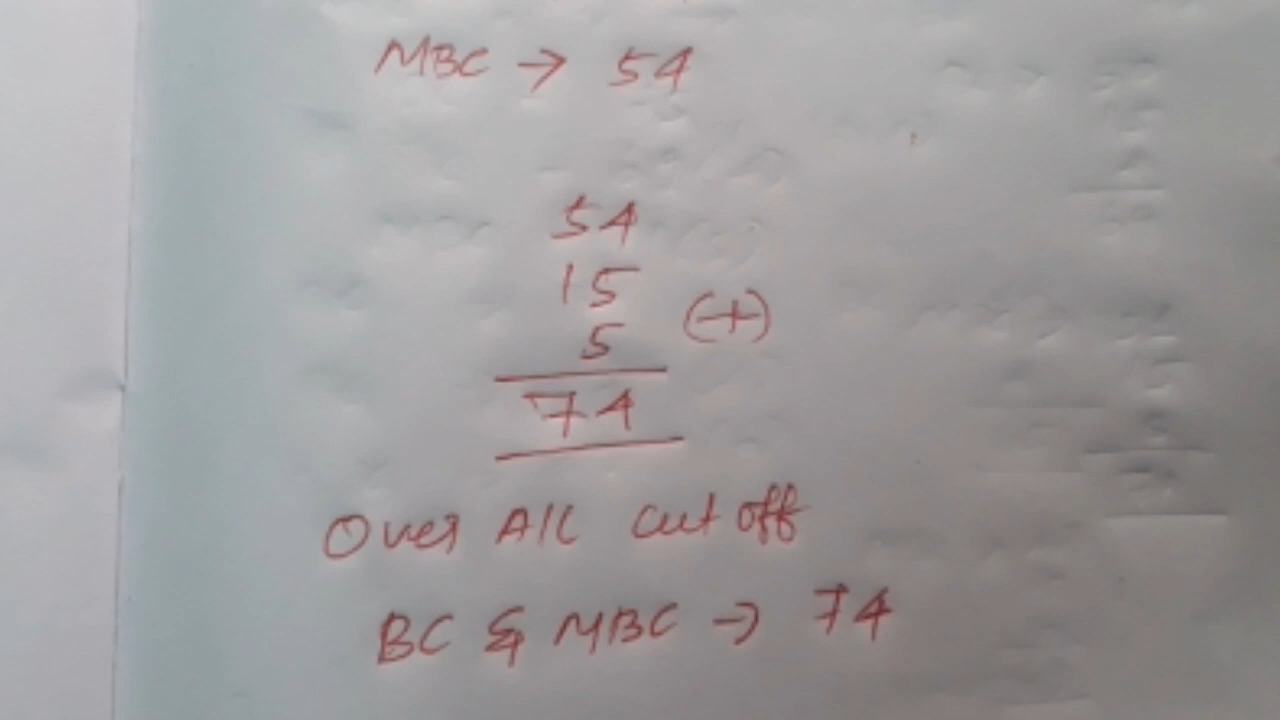 MBC → 54
54
15
5 (+)
74
Over All cut off
BC & MBC → 74